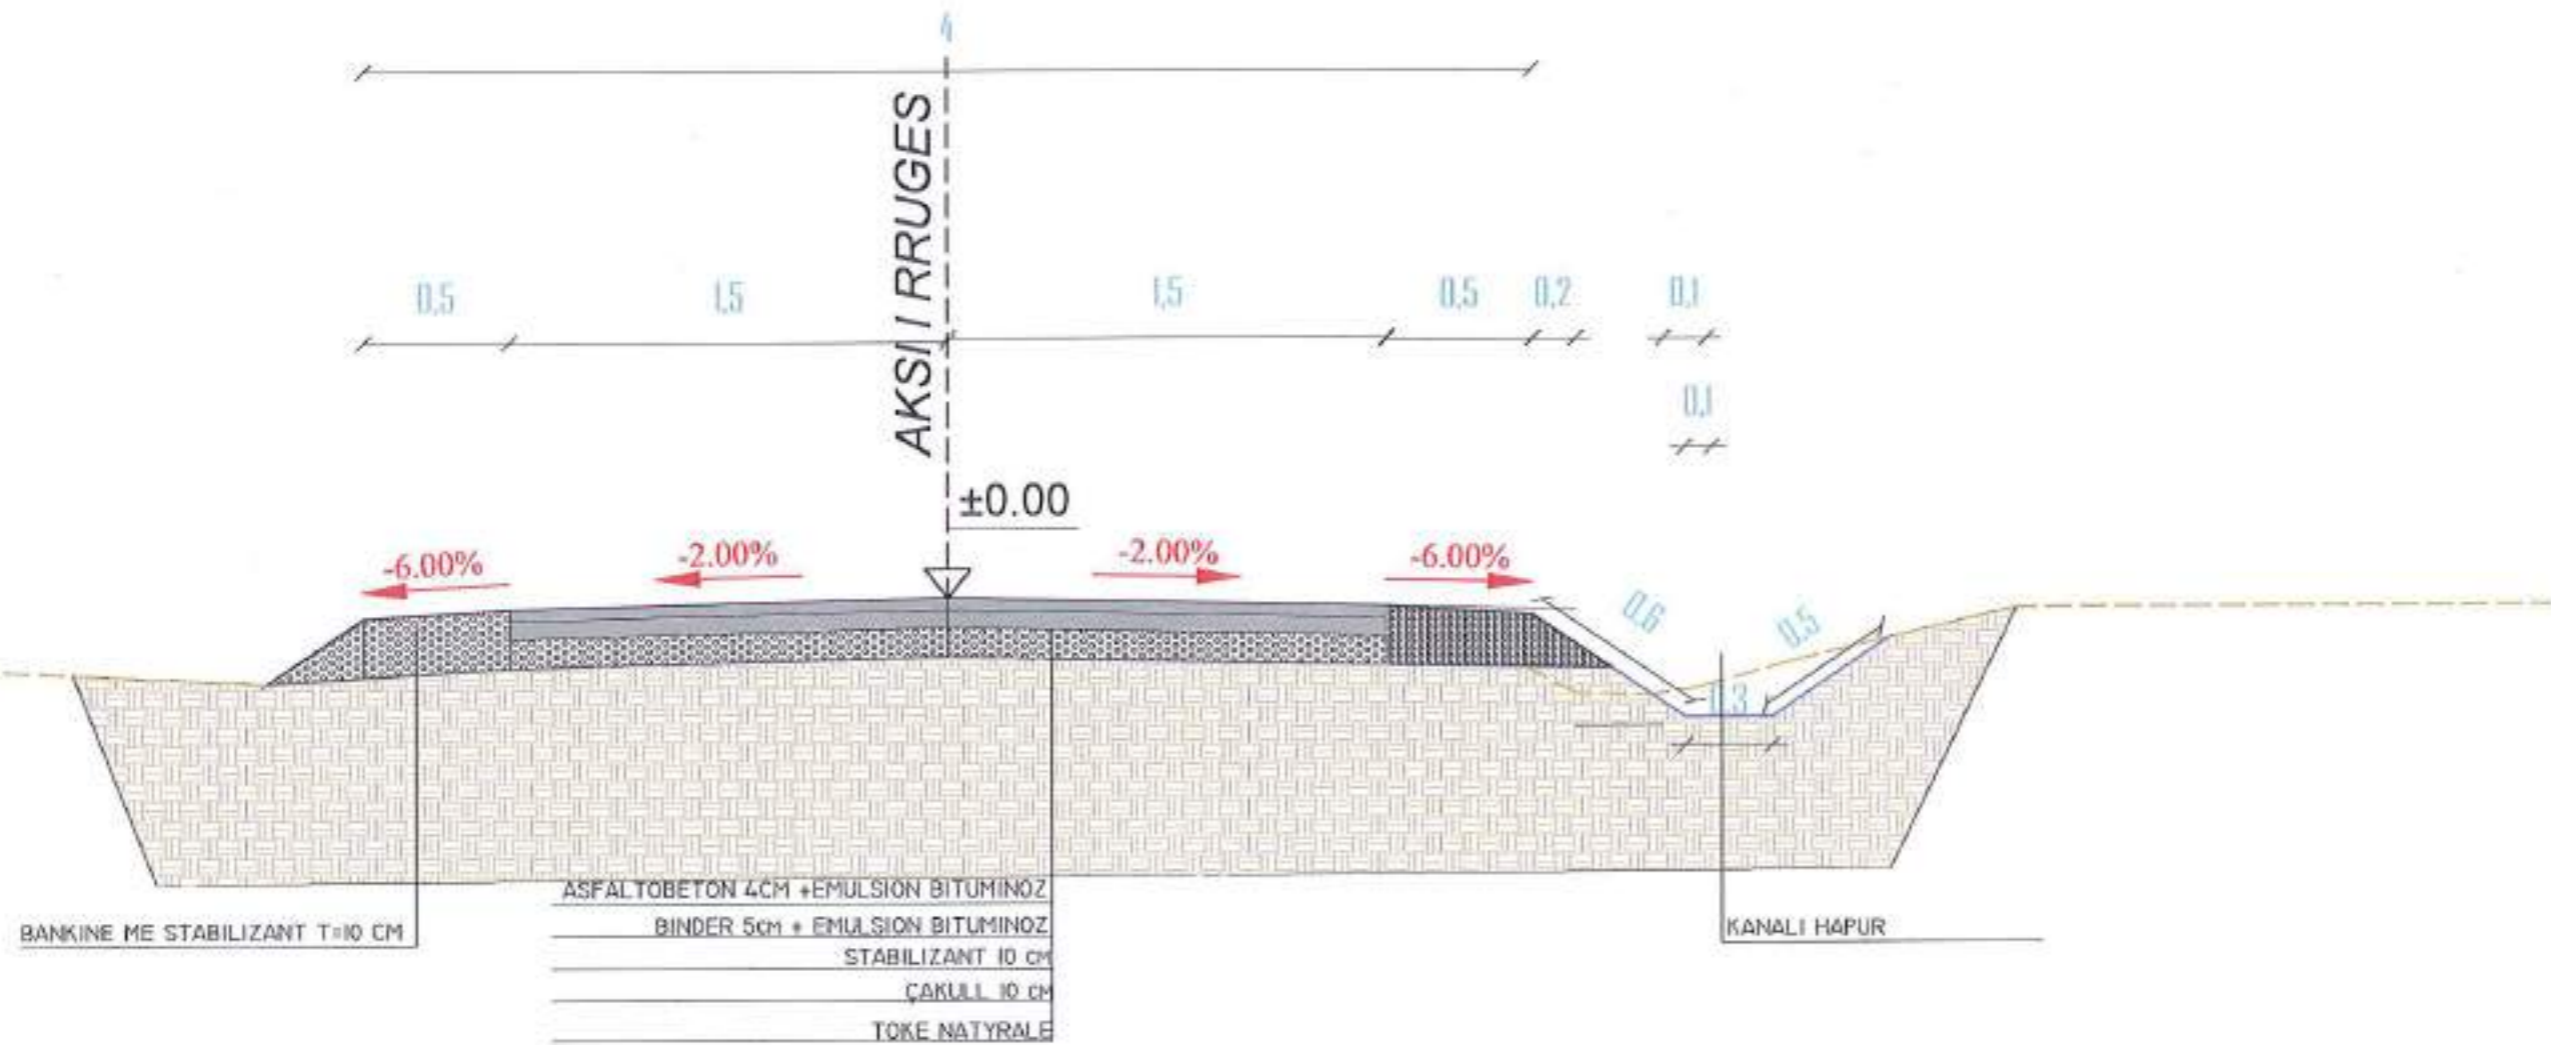 4
AKSI I RRUGES
0,5 1,5 1,5 0,5 0,2 0,1
0,1
±0.00
-6.00% -2.00% -2.00% -6.00%
0,6 0,5
0,3
ASFALTOBETON 4CM +EMULSION BITUMINOZ
BINDER 5CM + EMULSION BITUMINOZ
STABILIZANT 10 CM
ÇAKULL 10 CM
TOKE NATYRALE
BANKINE ME STABILIZANT T=10 CM
KANALI HAPUR